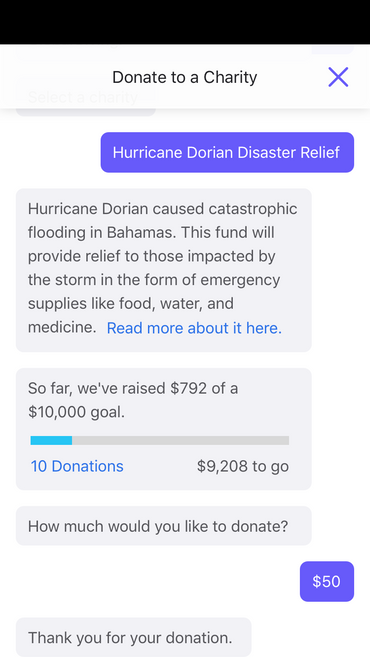 Donate to a Charity
Select a charity
Hurricane Dorian Disaster Relief
Hurricane Dorian caused catastrophic
flooding in Bahamas. This fund will
provide relief to those impacted by
the storm in the form of emergency
supplies like food, water, and
medicine. Read more about it here.
So far, we've raised $792 of a
$10,000 goal.
10 Donations $9,208 to go
How much would you like to donate?
$50
Thank you for your donation.